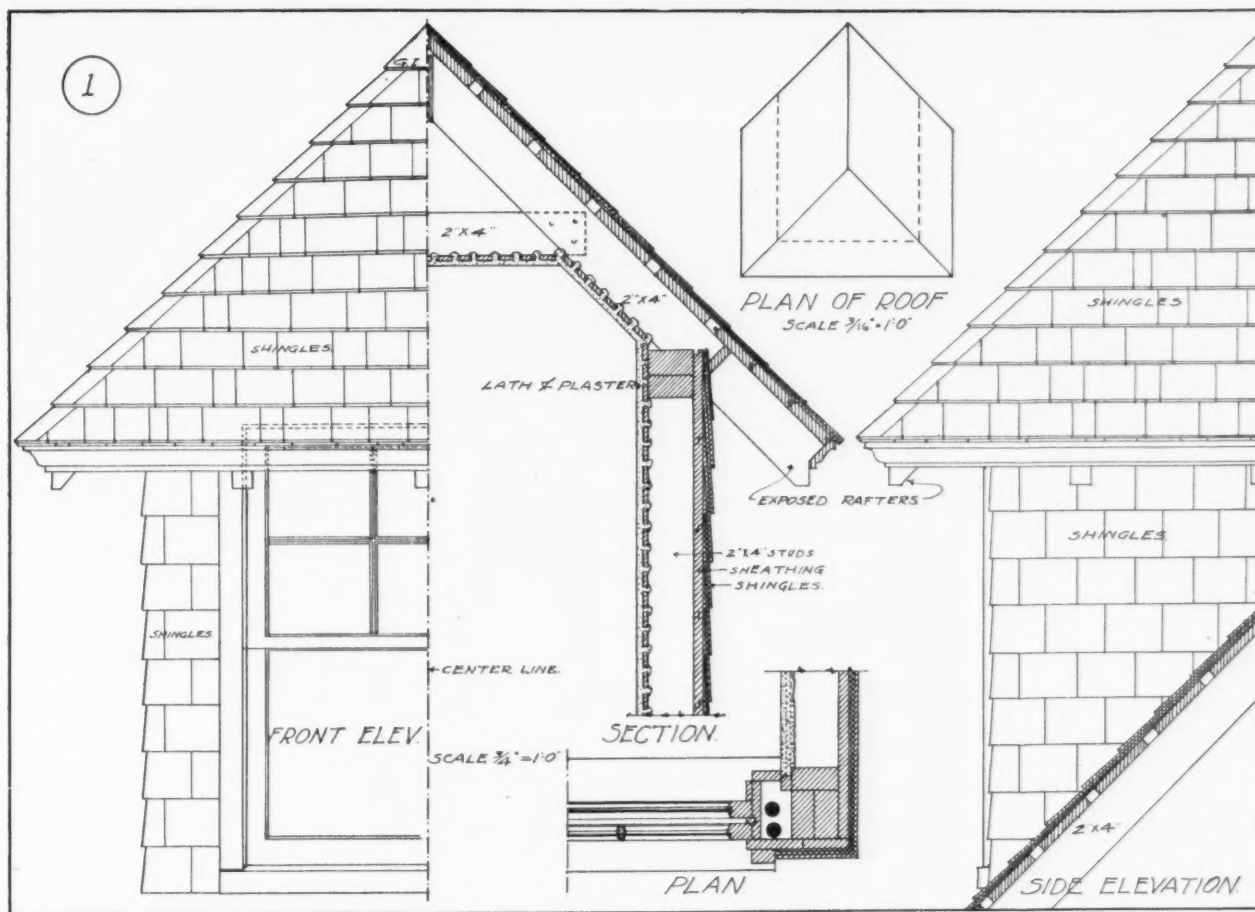 1
G.I.
2"X4"
2"X4"
PLAN OF ROOF
SCALE 3/16"=1'-0"
SHINGLES
SHINGLES.
LATH & PLASTER
EXPOSED RAFTERS
SHINGLES.
2"X4" STUDS
SHEATHING
SHINGLES.
SHINGLES
CENTER LINE.
FRONT ELEV.
SECTION.
SCALE 3/4"=1'-0"
2"X4"
PLAN.
SIDE ELEVATION.